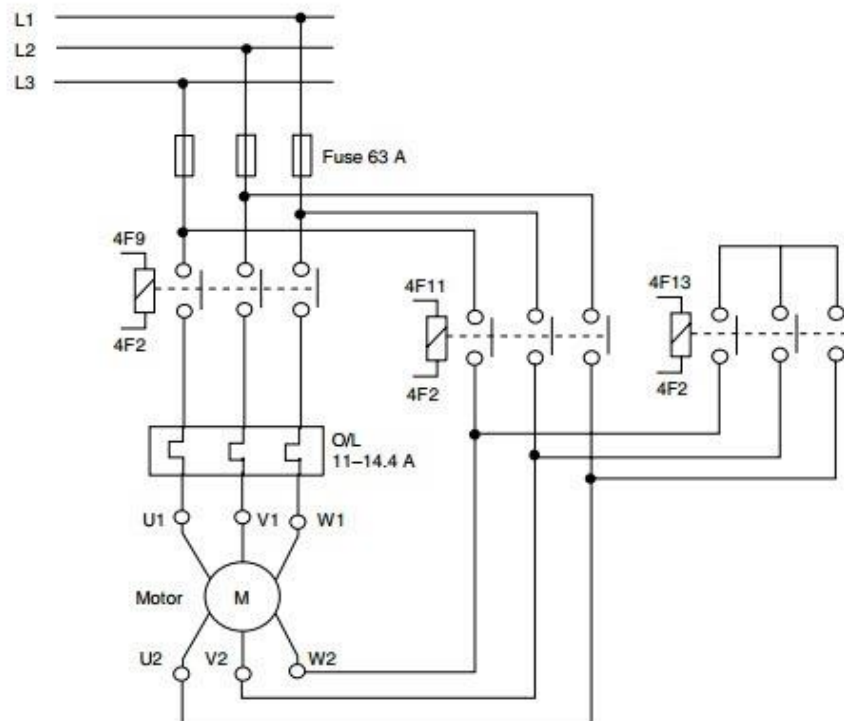 L1
L2
L3
Fuse 63 A
4F9
4F2
4F11
4F2
4F13
4F2
O/L
11–14.4 A
U1
V1
W1
Motor
M
U2
V2
W2